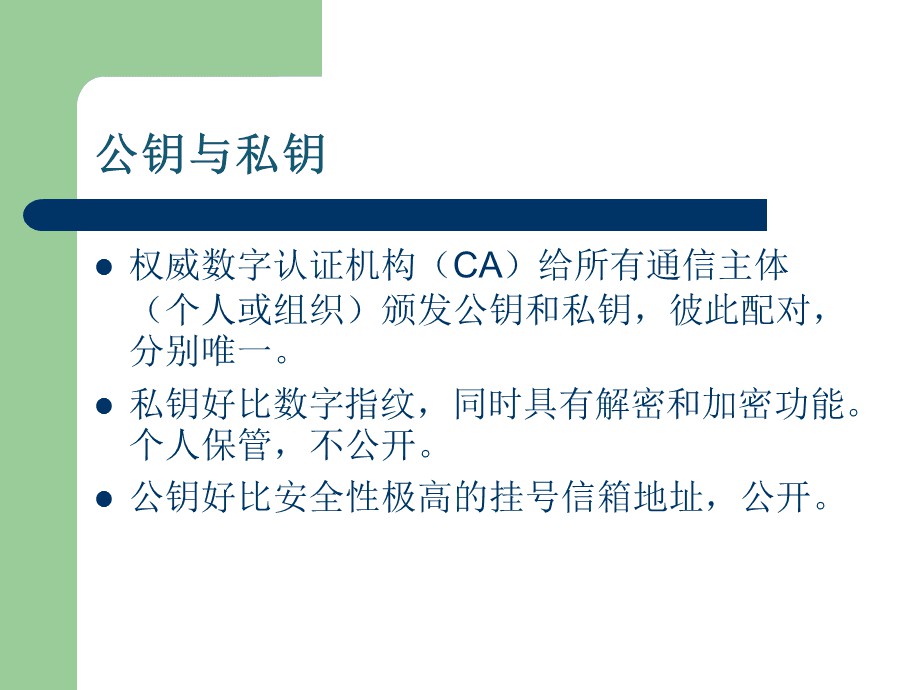 公钥与私钥
权威数字认证机构（CA）给所有通信主体
（个人或组织）颁发公钥和私钥，彼此配对，
分别唯一。
私钥好比数字指纹，同时具有解密和加密功能。
个人保管，不公开。
公钥好比安全性极高的挂号信箱地址，公开。